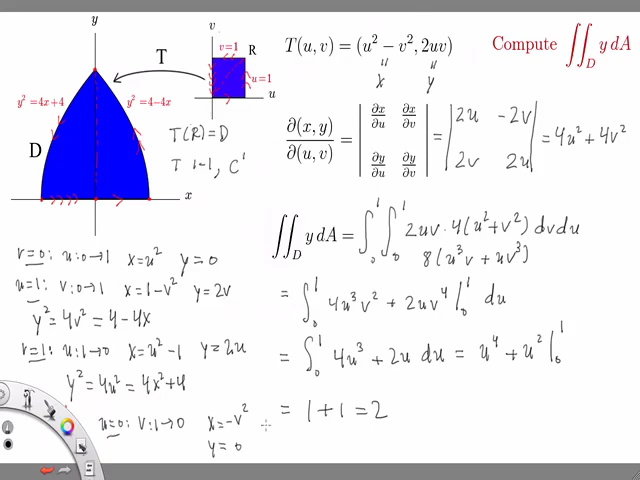 y
v
v=1
R
T(u, v) = (u² − v², 2uv)
Compute ∬_D y dA
T
u=1
u
" "
x y
y² = 4x+4
y² = 4−4x
D
T(R) = D
T 1-1, C'
x
∂(x, y)/∂(u, v) = | ∂x/∂u ∂x/∂v ; ∂y/∂u ∂y/∂v | = | 2u -2v ; 2v 2u | = 4u² + 4v²
∬_D y dA = ∫₀¹ ∫₀¹ 2uv · 4(u² + v²) dv du
8(u³v + uv³)
= ∫₀¹ 4u³v² + 2uv⁴ |₀¹ du
= ∫₀¹ 4u³ + 2u du = u⁴ + u² |₀¹
= 1 + 1 = 2
v=0: u: 0→1 x = u² y = 0
u=1: v: 0→1 x = 1-v² y = 2v
y² = 4v² = 4 - 4x
v=1: u: 1→0 x = u² - 1 y = 2u
y² = 4u² = 4x² + 4
u=0: v: 1→0 x = -v²
y = 0